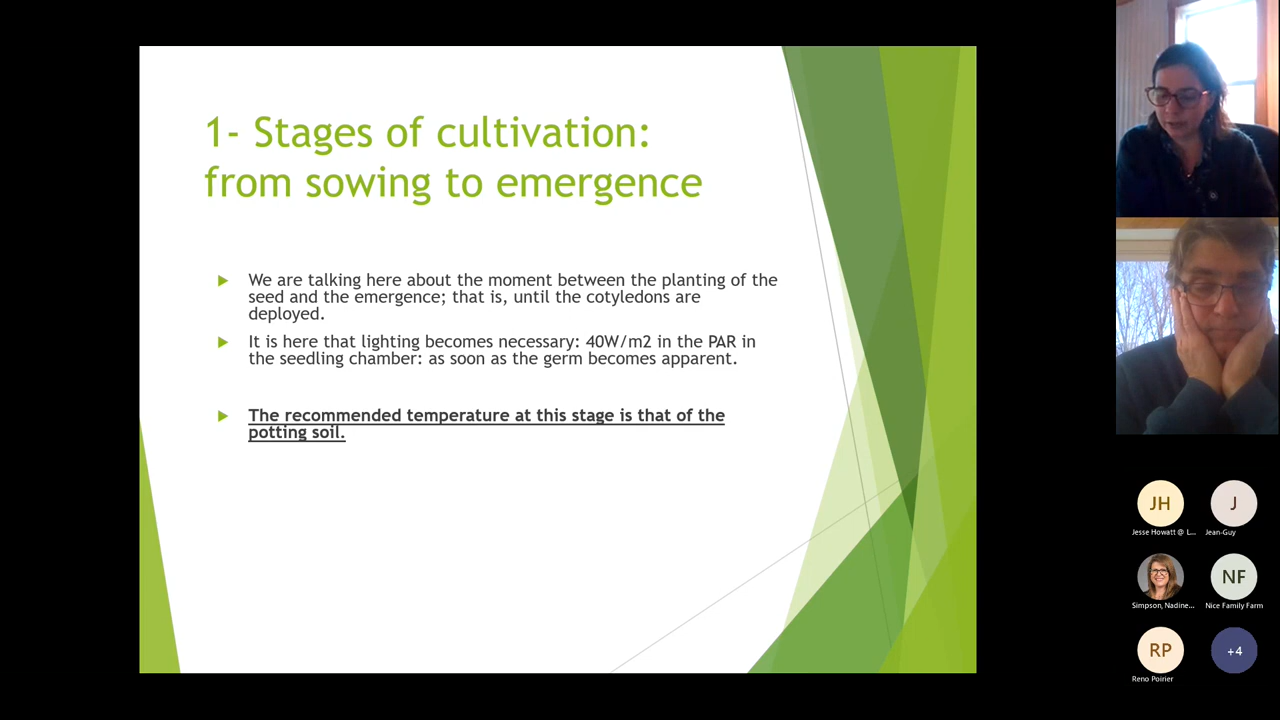 1- Stages of cultivation:
from sowing to emergence
We are talking here about the moment between the planting of the
seed and the emergence; that is, until the cotyledons are
deployed.
It is here that lighting becomes necessary: 40W/m2 in the PAR in
the seedling chamber: as soon as the germ becomes apparent.
The recommended temperature at this stage is that of the
potting soil.
JH
J
Jesse Howatt @ L...
Jean-Guy
NF
Simpson, Nadine...
Nice Family Farm
RP
+4
Reno Poirier